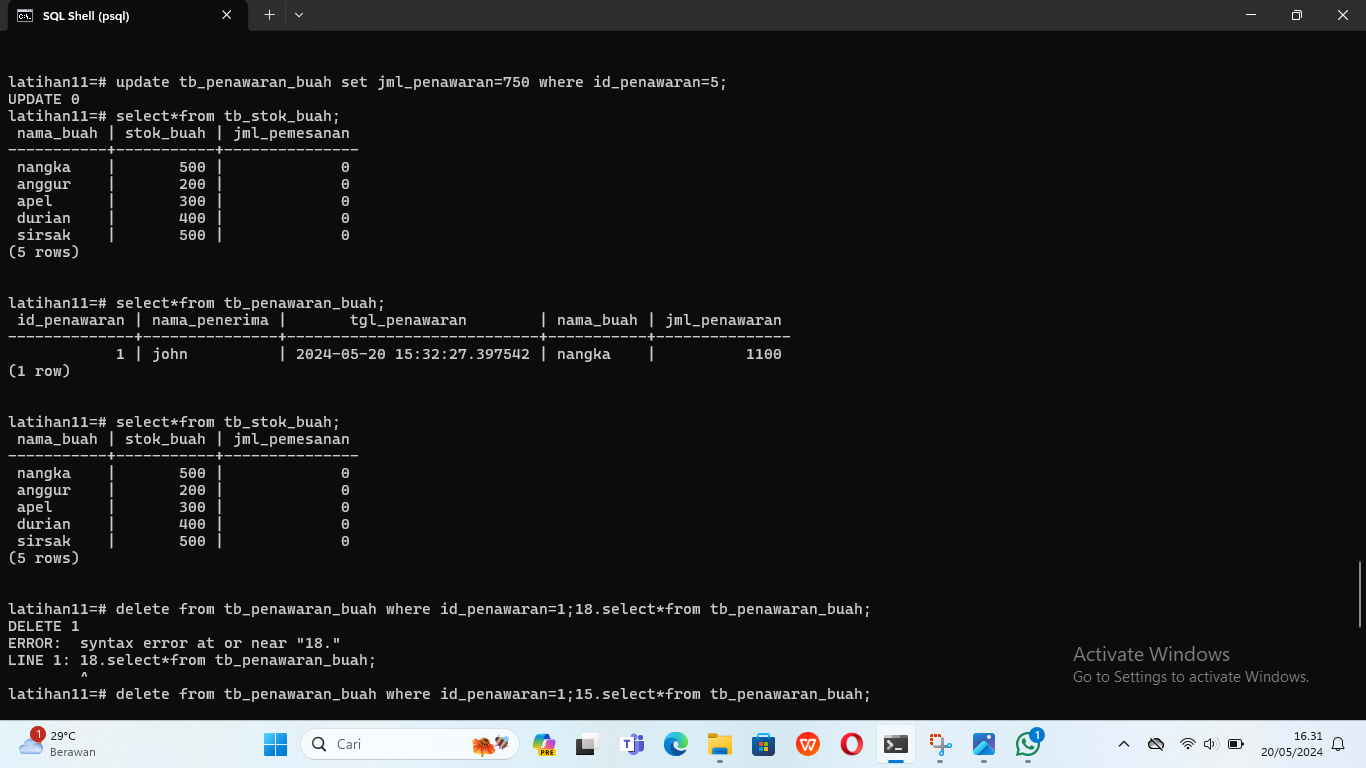 SQL Shell (psql)
latihan11=# update tb_penawaran_buah set jml_penawaran=750 where id_penawaran=5;
UPDATE 0
latihan11=# select*from tb_stok_buah;
 nama_buah | stok_buah | jml_pemesanan
-----------+-----------+---------------
 nangka    |       500 |             0
 anggur    |       200 |             0
 apel      |       300 |             0
 durian    |       400 |             0
 sirsak    |       500 |             0
(5 rows)
latihan11=# select*from tb_penawaran_buah;
 id_penawaran | nama_penerima |       tgl_penawaran        | nama_buah | jml_penawaran
--------------+---------------+----------------------------+-----------+---------------
            1 | john          | 2024-05-20 15:32:27.397542 | nangka    |          1100
(1 row)
latihan11=# select*from tb_stok_buah;
 nama_buah | stok_buah | jml_pemesanan
-----------+-----------+---------------
 nangka    |       500 |             0
 anggur    |       200 |             0
 apel      |       300 |             0
 durian    |       400 |             0
 sirsak    |       500 |             0
(5 rows)
latihan11=# delete from tb_penawaran_buah where id_penawaran=1;18.select*from tb_penawaran_buah;
DELETE 1
ERROR:  syntax error at or near "18."
LINE 1: 18.select*from tb_penawaran_buah;
        ^
latihan11=# delete from tb_penawaran_buah where id_penawaran=1;15.select*from tb_penawaran_buah;
Activate Windows
Go to Settings to activate Windows.
1
29°C
Berawan
Cari
PRE
1
16.31
20/05/2024